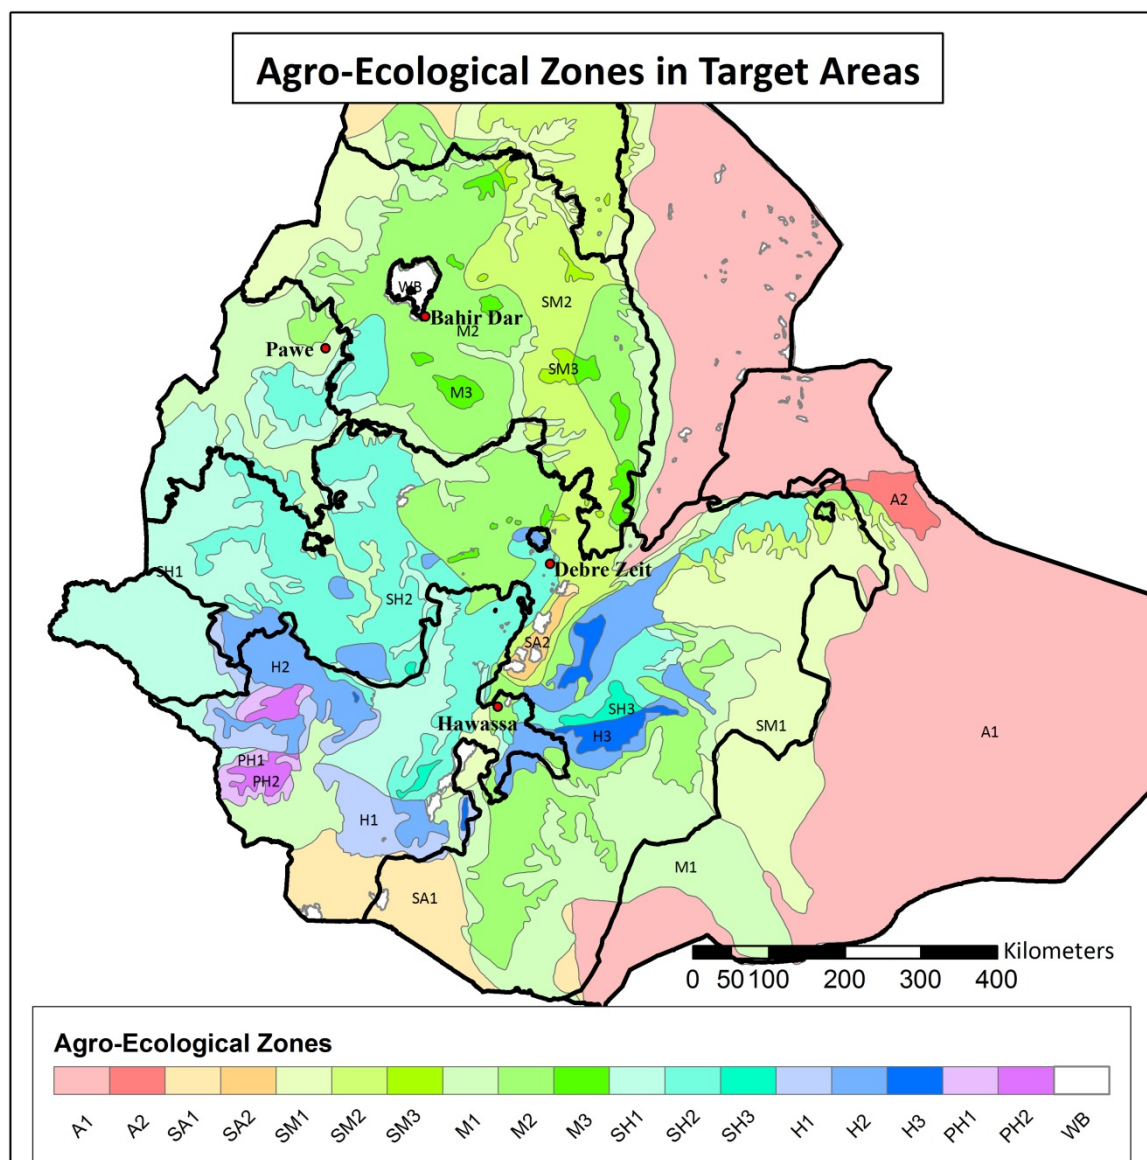 Agro-Ecological Zones in Target Areas
WB
Bahir Dar
M2
SM2
Pawe
SM3
M3
A2
Debre Zeit
SH1
SH2
SA2
H2
SH3
Hawassa
H3
SM1
A1
PH1
PH2
H1
M1
SA1
Kilometers
0 50 100 200 300 400
Agro-Ecological Zones
A1 A2 SA1 SA2 SM1 SM2 SM3 M1 M2 M3 SH1 SH2 SH3 H1 H2 H3 PH1 PH2 WB